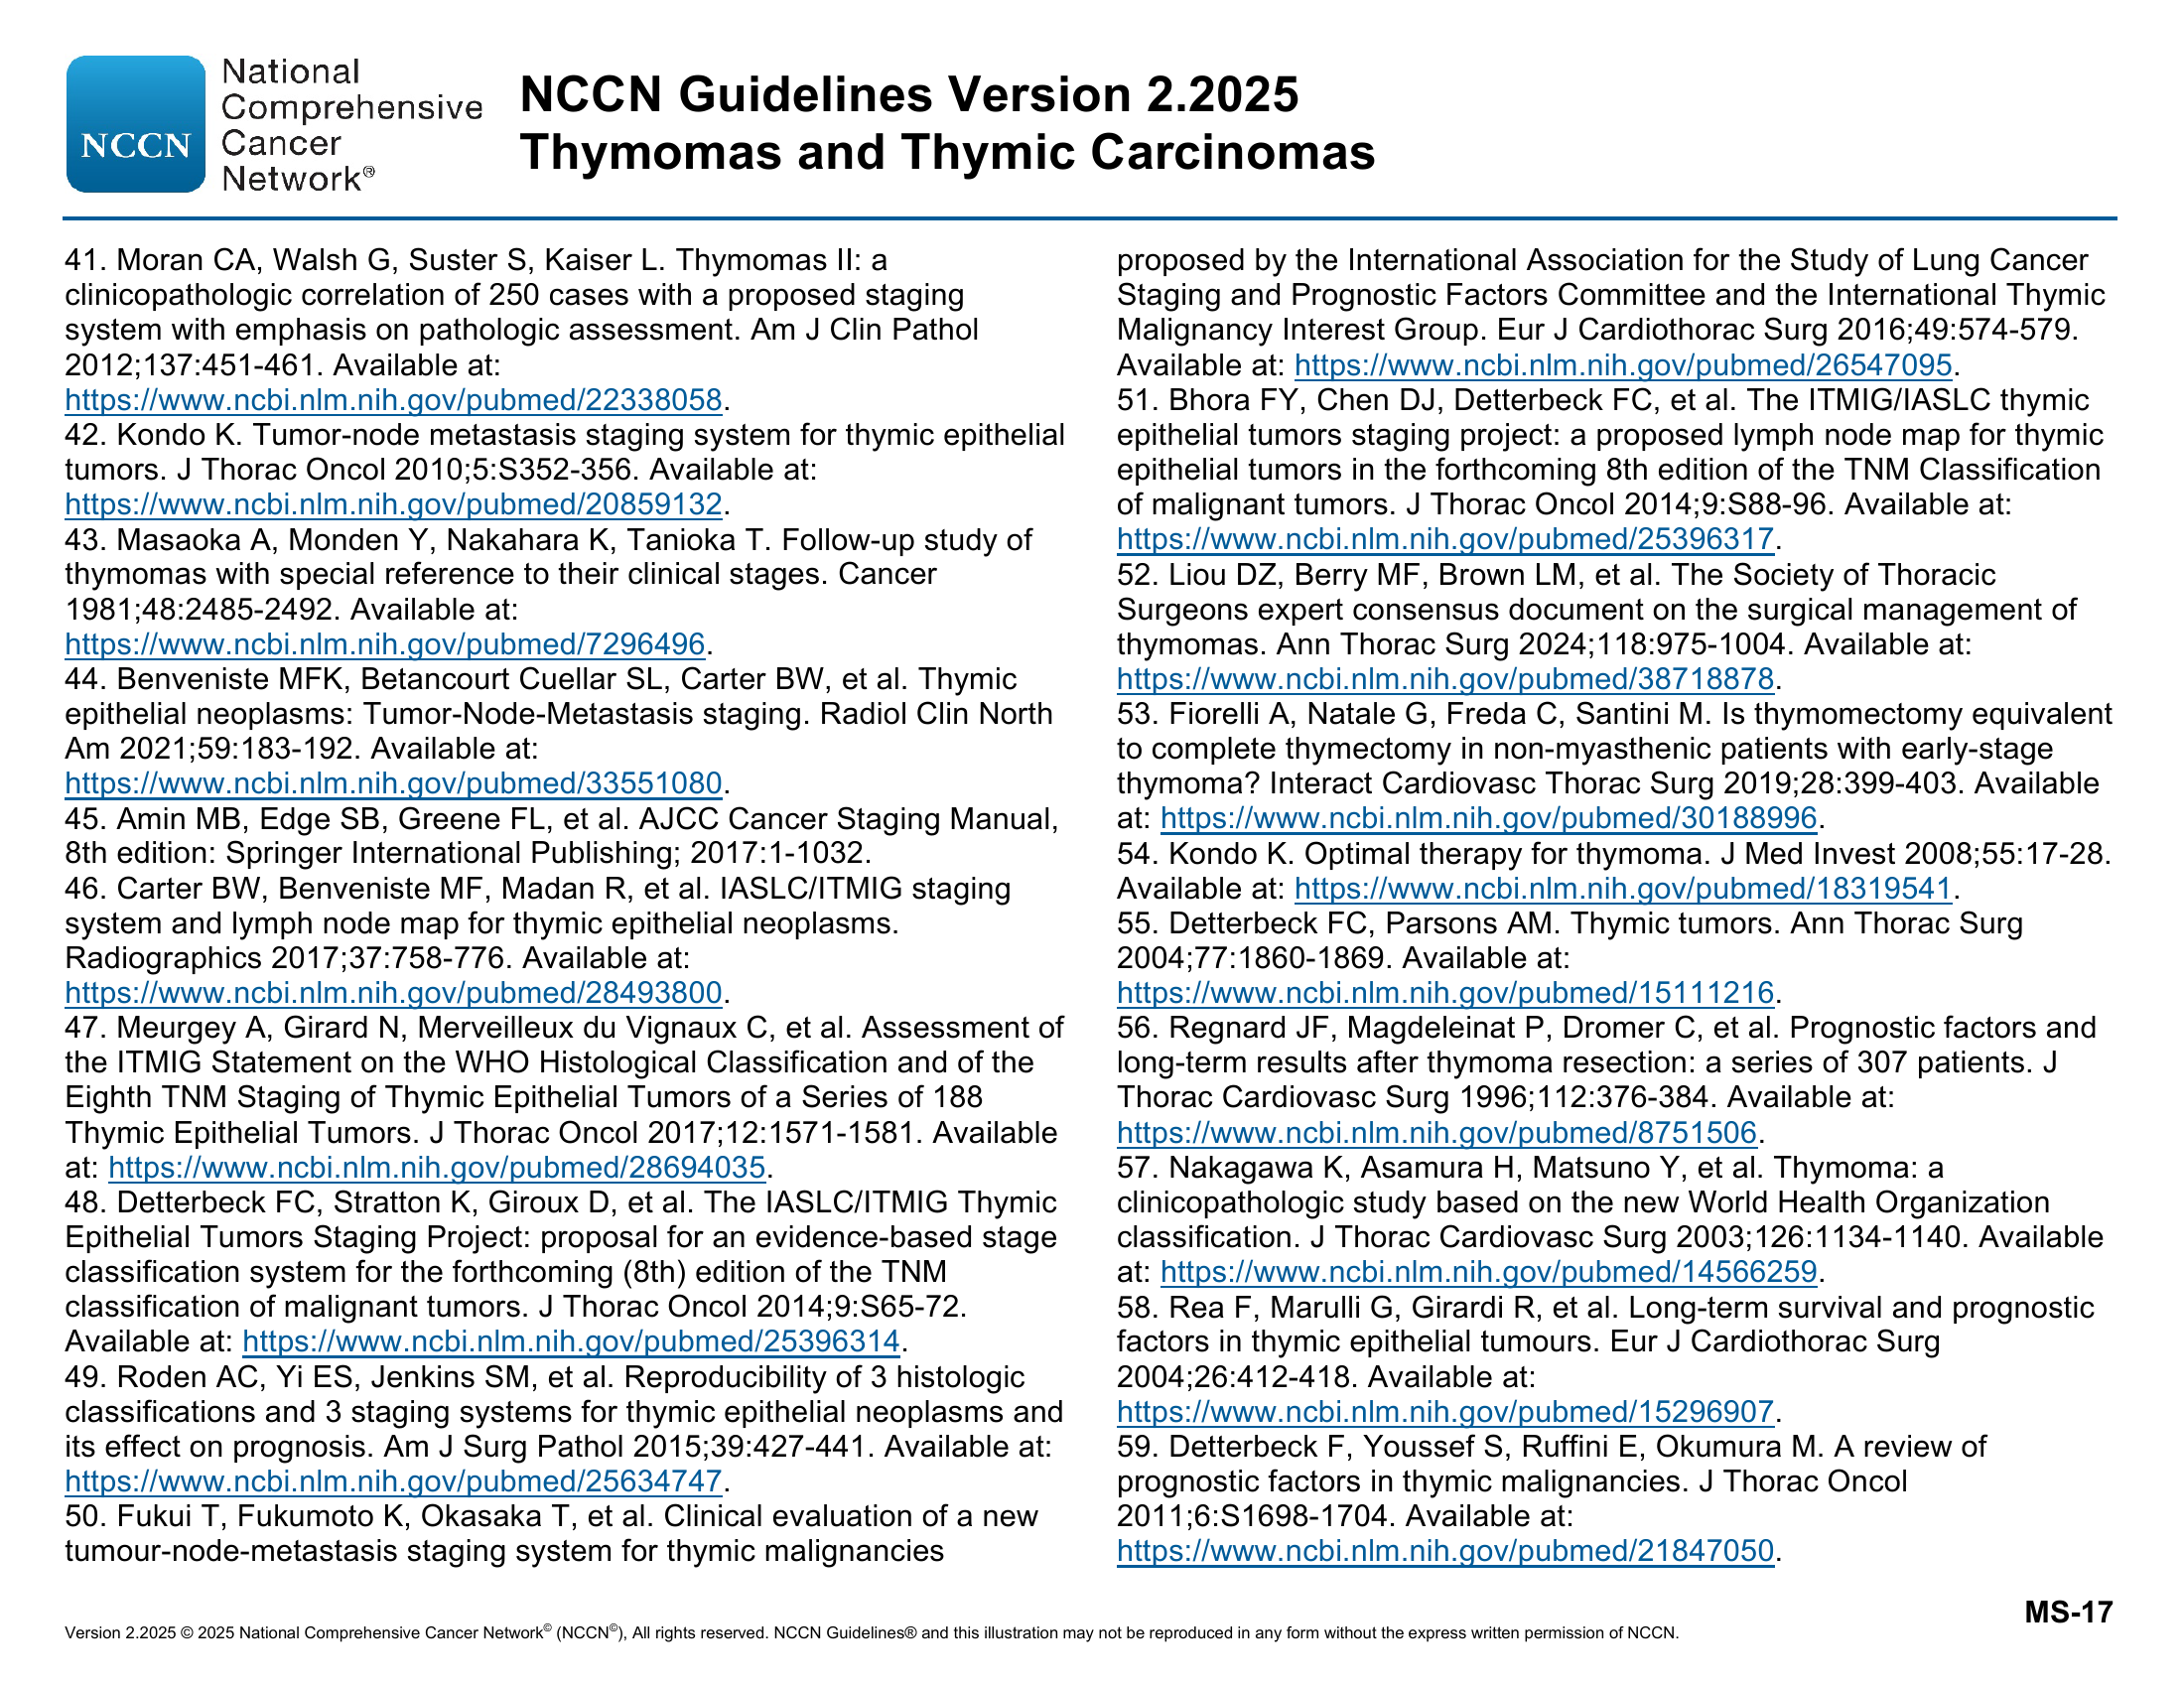 NCCN
National
Comprehensive
Cancer
Network®
NCCN Guidelines Version 2.2025
Thymomas and Thymic Carcinomas
41. Moran CA, Walsh G, Suster S, Kaiser L. Thymomas II: a
clinicopathologic correlation of 250 cases with a proposed staging
system with emphasis on pathologic assessment. Am J Clin Pathol
2012;137:451-461. Available at:
https://www.ncbi.nlm.nih.gov/pubmed/22338058.
42. Kondo K. Tumor-node metastasis staging system for thymic epithelial
tumors. J Thorac Oncol 2010;5:S352-356. Available at:
https://www.ncbi.nlm.nih.gov/pubmed/20859132.
43. Masaoka A, Monden Y, Nakahara K, Tanioka T. Follow-up study of
thymomas with special reference to their clinical stages. Cancer
1981;48:2485-2492. Available at:
https://www.ncbi.nlm.nih.gov/pubmed/7296496.
44. Benveniste MFK, Betancourt Cuellar SL, Carter BW, et al. Thymic
epithelial neoplasms: Tumor-Node-Metastasis staging. Radiol Clin North
Am 2021;59:183-192. Available at:
https://www.ncbi.nlm.nih.gov/pubmed/33551080.
45. Amin MB, Edge SB, Greene FL, et al. AJCC Cancer Staging Manual,
8th edition: Springer International Publishing; 2017:1-1032.
46. Carter BW, Benveniste MF, Madan R, et al. IASLC/ITMIG staging
system and lymph node map for thymic epithelial neoplasms.
Radiographics 2017;37:758-776. Available at:
https://www.ncbi.nlm.nih.gov/pubmed/28493800.
47. Meurgey A, Girard N, Merveilleux du Vignaux C, et al. Assessment of
the ITMIG Statement on the WHO Histological Classification and of the
Eighth TNM Staging of Thymic Epithelial Tumors of a Series of 188
Thymic Epithelial Tumors. J Thorac Oncol 2017;12:1571-1581. Available
at: https://www.ncbi.nlm.nih.gov/pubmed/28694035.
48. Detterbeck FC, Stratton K, Giroux D, et al. The IASLC/ITMIG Thymic
Epithelial Tumors Staging Project: proposal for an evidence-based stage
classification system for the forthcoming (8th) edition of the TNM
classification of malignant tumors. J Thorac Oncol 2014;9:S65-72.
Available at: https://www.ncbi.nlm.nih.gov/pubmed/25396314.
49. Roden AC, Yi ES, Jenkins SM, et al. Reproducibility of 3 histologic
classifications and 3 staging systems for thymic epithelial neoplasms and
its effect on prognosis. Am J Surg Pathol 2015;39:427-441. Available at:
https://www.ncbi.nlm.nih.gov/pubmed/25634747.
50. Fukui T, Fukumoto K, Okasaka T, et al. Clinical evaluation of a new
tumour-node-metastasis staging system for thymic malignancies
proposed by the International Association for the Study of Lung Cancer
Staging and Prognostic Factors Committee and the International Thymic
Malignancy Interest Group. Eur J Cardiothorac Surg 2016;49:574-579.
Available at: https://www.ncbi.nlm.nih.gov/pubmed/26547095.
51. Bhora FY, Chen DJ, Detterbeck FC, et al. The ITMIG/IASLC thymic
epithelial tumors staging project: a proposed lymph node map for thymic
epithelial tumors in the forthcoming 8th edition of the TNM Classification
of malignant tumors. J Thorac Oncol 2014;9:S88-96. Available at:
https://www.ncbi.nlm.nih.gov/pubmed/25396317.
52. Liou DZ, Berry MF, Brown LM, et al. The Society of Thoracic
Surgeons expert consensus document on the surgical management of
thymomas. Ann Thorac Surg 2024;118:975-1004. Available at:
https://www.ncbi.nlm.nih.gov/pubmed/38718878.
53. Fiorelli A, Natale G, Freda C, Santini M. Is thymomectomy equivalent
to complete thymectomy in non-myasthenic patients with early-stage
thymoma? Interact Cardiovasc Thorac Surg 2019;28:399-403. Available
at: https://www.ncbi.nlm.nih.gov/pubmed/30188996.
54. Kondo K. Optimal therapy for thymoma. J Med Invest 2008;55:17-28.
Available at: https://www.ncbi.nlm.nih.gov/pubmed/18319541.
55. Detterbeck FC, Parsons AM. Thymic tumors. Ann Thorac Surg
2004;77:1860-1869. Available at:
https://www.ncbi.nlm.nih.gov/pubmed/15111216.
56. Regnard JF, Magdeleinat P, Dromer C, et al. Prognostic factors and
long-term results after thymoma resection: a series of 307 patients. J
Thorac Cardiovasc Surg 1996;112:376-384. Available at:
https://www.ncbi.nlm.nih.gov/pubmed/8751506.
57. Nakagawa K, Asamura H, Matsuno Y, et al. Thymoma: a
clinicopathologic study based on the new World Health Organization
classification. J Thorac Cardiovasc Surg 2003;126:1134-1140. Available
at: https://www.ncbi.nlm.nih.gov/pubmed/14566259.
58. Rea F, Marulli G, Girardi R, et al. Long-term survival and prognostic
factors in thymic epithelial tumours. Eur J Cardiothorac Surg
2004;26:412-418. Available at:
https://www.ncbi.nlm.nih.gov/pubmed/15296907.
59. Detterbeck F, Youssef S, Ruffini E, Okumura M. A review of
prognostic factors in thymic malignancies. J Thorac Oncol
2011;6:S1698-1704. Available at:
https://www.ncbi.nlm.nih.gov/pubmed/21847050.
MS-17
Version 2.2025 © 2025 National Comprehensive Cancer Network© (NCCN©), All rights reserved. NCCN Guidelines® and this illustration may not be reproduced in any form without the express written permission of NCCN.